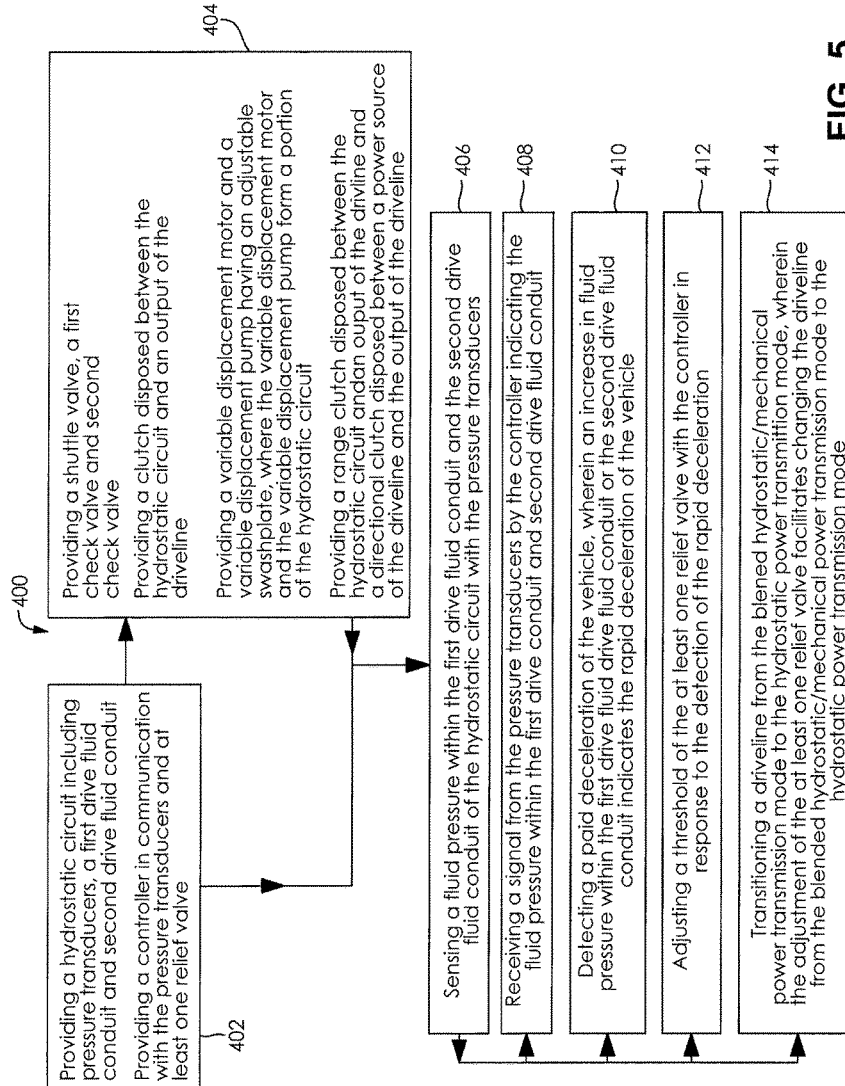 400
Providing a hydrostatic circuit including
pressure transducers, a first drive fluid
conduit and second drive fluid conduit
Providing a controller in communication
with the pressure transducers and at
least one relief valve
402
Providing a shuttle valve, a first
check valve and second
check valve
Providing a clutch disposed between the
hydrostatic circuit and an output of the
driveline
Providing a variable displacement motor and a
variable displacement pump having an adjustable
swashplate, where the variable displacement motor
and the variable displacement pump form a portion
of the hydrostatic circuit
Providing a range clutch disposed between the
hydrostatic circuit andan ouput of the drivline and
a directional clutch disposed between a power source
of the driveline and the output of the driveline
404
Sensing a fluid pressure within the first drive fluid conduit and the second drive
fluid conduit of the hydrostatic circuit with the pressure transducers
406
Receiving a signal from the pressure transducers by the controller indicating the
fluid pressure within the first drive conduit and second drive fluid conduit
408
Detecting a paid deceleration of the vehicle, wherein an increase in fluid
pressure within the first drive fluid drive fluid conduit or the second drive fluid
conduit indicates the rapid deceleration of the vehicle
410
Adjusting a threshold of the at least one relief valve with the controller in
response to the detection of the rapid deceleration
412
Transitioning a driveline from the blened hydrostatic/mechanical
power transmission mode to the hydrostatic power transmittion mode, wherein
the adjustment of the at least one relief valve facilitates changing the driveline
from the blended hydrostatic/mechanical power transmission mode to the
hydrostatic power transmission mode
414
FIG. 5